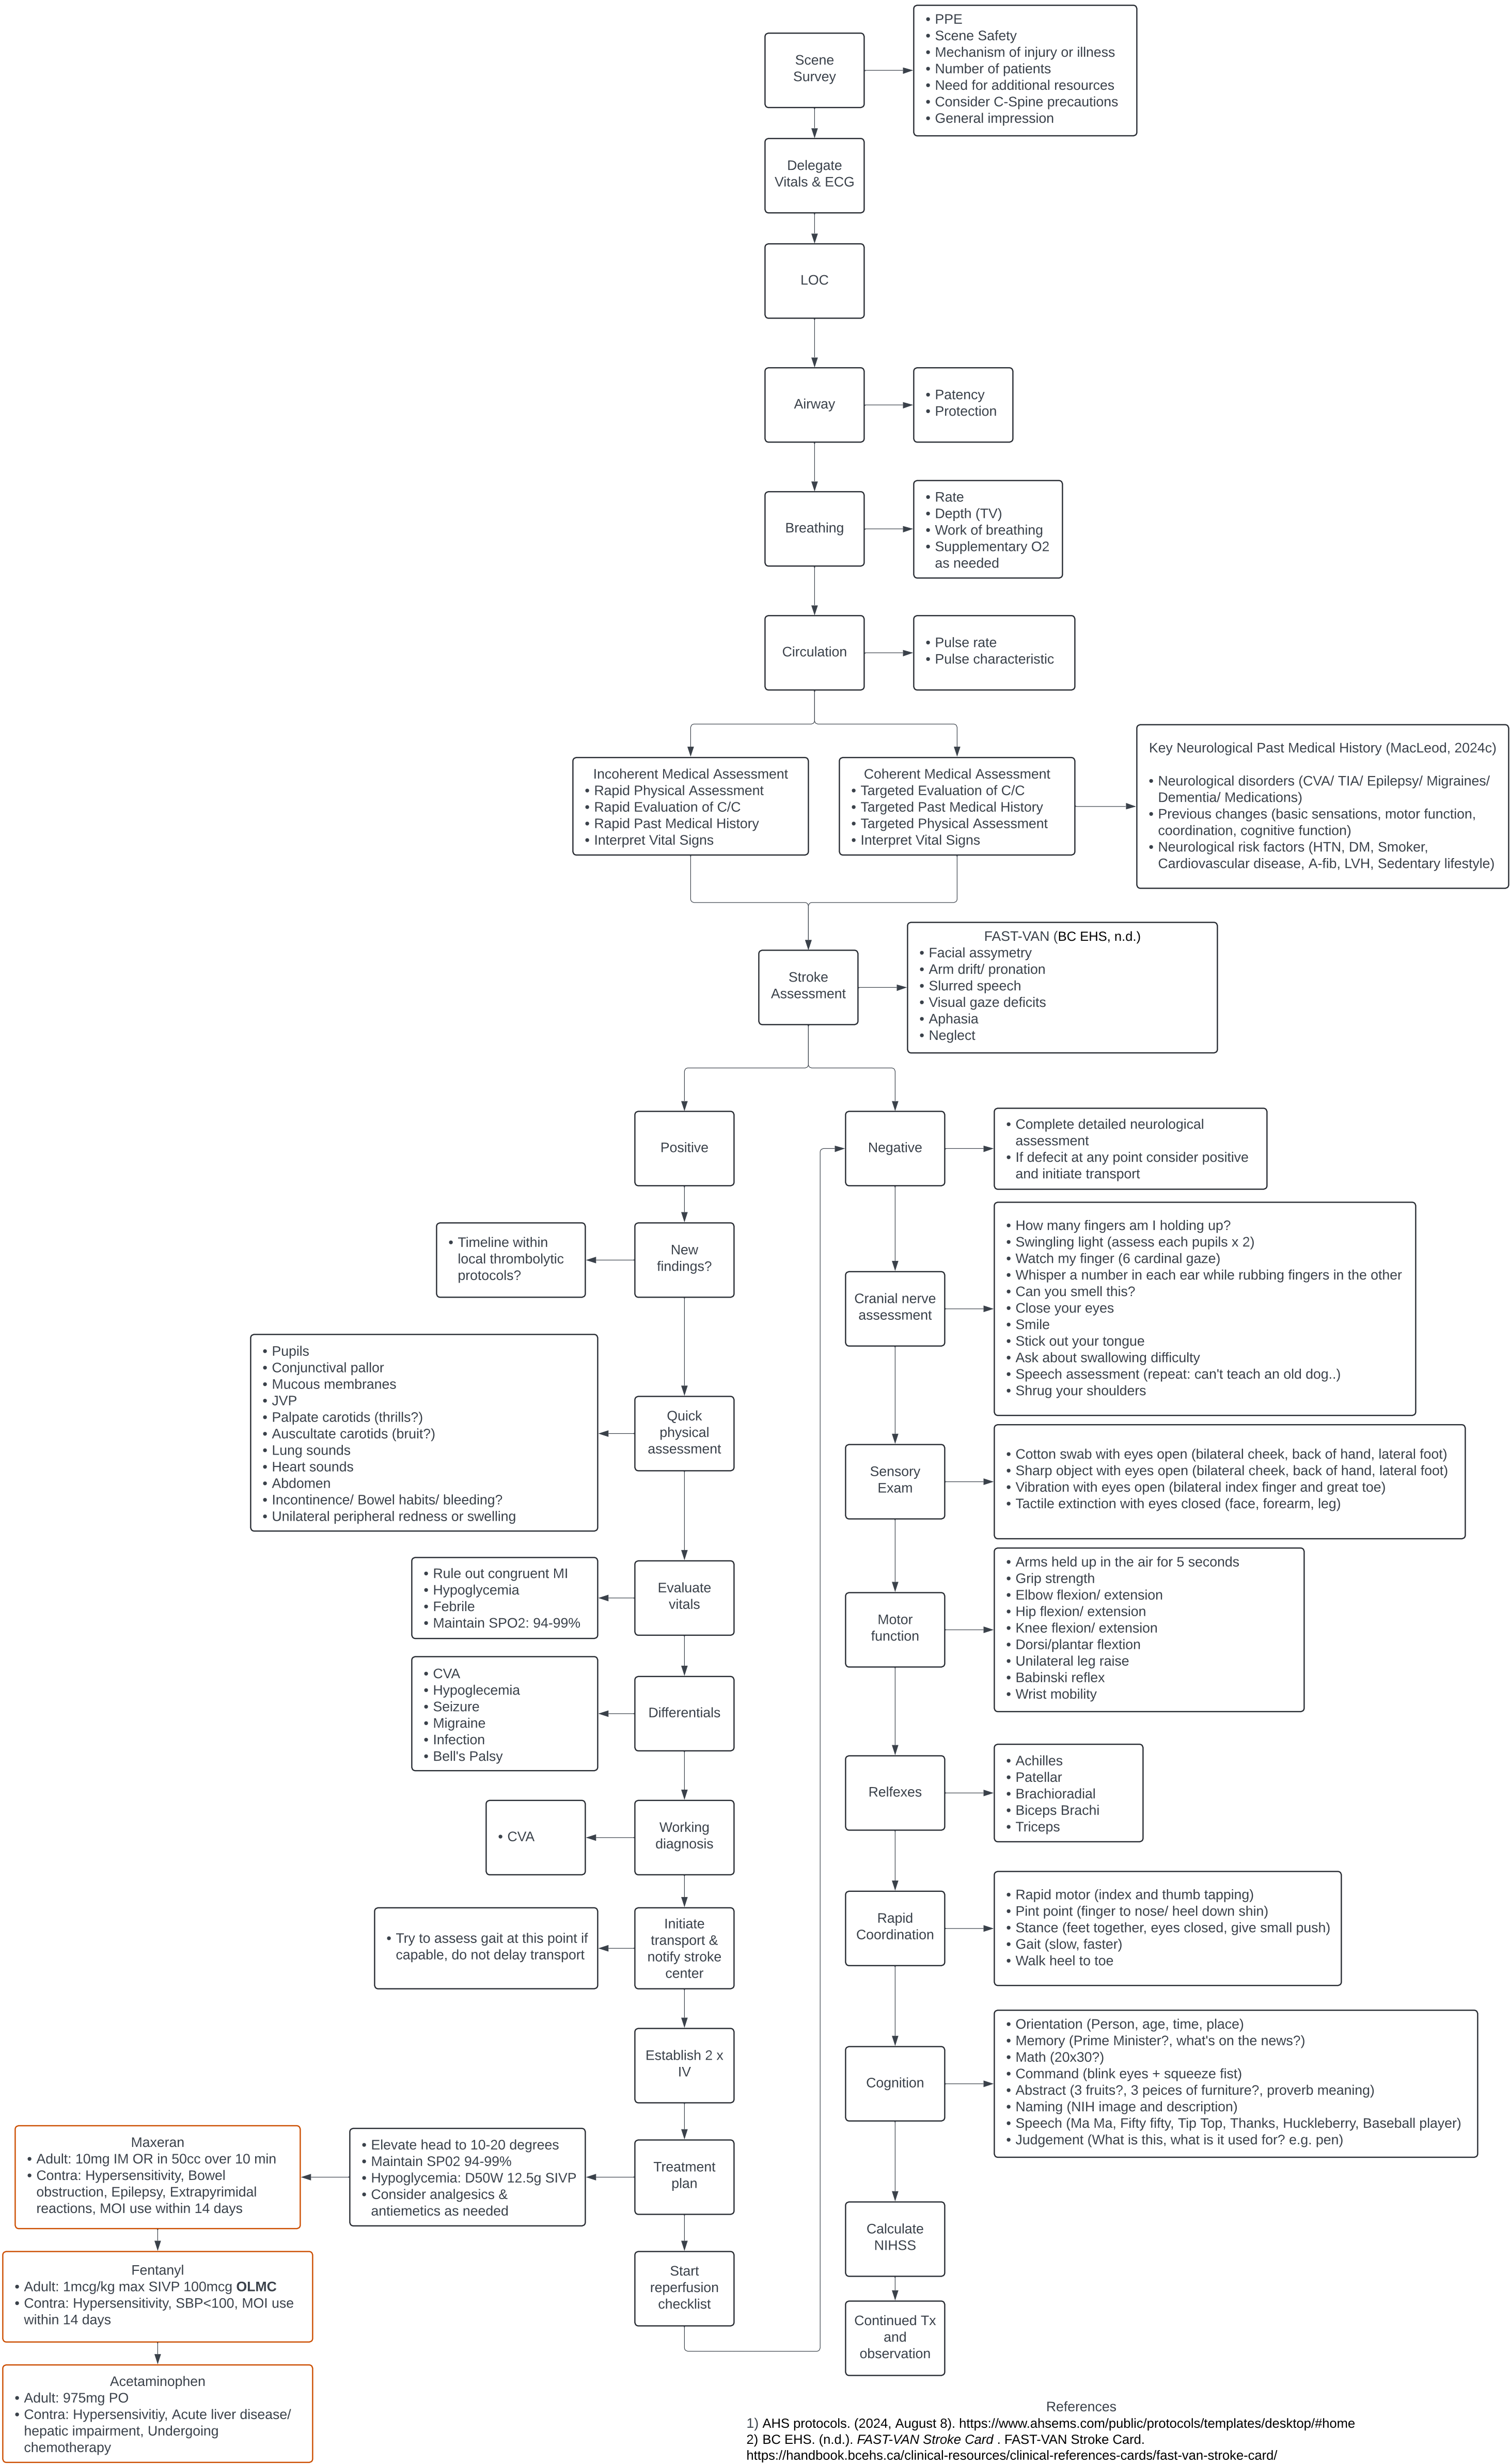 Scene
Survey
• PPE
• Scene Safety
• Mechanism of injury or illness
• Number of patients
• Need for additional resources
• Consider C-Spine precautions
• General impression
Delegate
Vitals & ECG
LOC
Airway
• Patency
• Protection
Breathing
• Rate
• Depth (TV)
• Work of breathing
• Supplementary O2
as needed
Circulation
• Pulse rate
• Pulse characteristic
Incoherent Medical Assessment
• Rapid Physical Assessment
• Rapid Evaluation of C/C
• Rapid Past Medical History
• Interpret Vital Signs
Coherent Medical Assessment
• Targeted Evaluation of C/C
• Targeted Past Medical History
• Targeted Physical Assessment
• Interpret Vital Signs
Key Neurological Past Medical History (MacLeod, 2024c)
• Neurological disorders (CVA/ TIA/ Epilepsy/ Migraines/
Dementia/ Medications)
• Previous changes (basic sensations, motor function,
coordination, cognitive function)
• Neurological risk factors (HTN, DM, Smoker,
Cardiovascular disease, A-fib, LVH, Sedentary lifestyle)
Stroke
Assessment
FAST-VAN (BC EHS, n.d.)
• Facial assymetry
• Arm drift/ pronation
• Slurred speech
• Visual gaze deficits
• Aphasia
• Neglect
Positive
New
findings?
• Timeline within
local thrombolytic
protocols?
Quick
physical
assessment
• Pupils
• Conjunctival pallor
• Mucous membranes
• JVP
• Palpate carotids (thrills?)
• Auscultate carotids (bruit?)
• Lung sounds
• Heart sounds
• Abdomen
• Incontinence/ Bowel habits/ bleeding?
• Unilateral peripheral redness or swelling
Evaluate
vitals
• Rule out congruent MI
• Hypoglycemia
• Febrile
• Maintain SPO2: 94-99%
Differentials
• CVA
• Hypoglecemia
• Seizure
• Migraine
• Infection
• Bell's Palsy
Working
diagnosis
• CVA
Initiate
transport &
notify stroke
center
• Try to assess gait at this point if
capable, do not delay transport
Establish 2 x
IV
Treatment
plan
• Elevate head to 10-20 degrees
• Maintain SP02 94-99%
• Hypoglycemia: D50W 12.5g SIVP
• Consider analgesics &
antiemetics as needed
Maxeran
• Adult: 10mg IM OR in 50cc over 10 min
• Contra: Hypersensitivity, Bowel
obstruction, Epilepsy, Extrapyrimidal
reactions, MOI use within 14 days
Fentanyl
• Adult: 1mcg/kg max SIVP 100mcg OLMC
• Contra: Hypersensitivity, SBP<100, MOI use
within 14 days
Acetaminophen
• Adult: 975mg PO
• Contra: Hypersensivitiy, Acute liver disease/
hepatic impairment, Undergoing
chemotherapy
Start
reperfusion
checklist
Negative
• Complete detailed neurological
assessment
• If defecit at any point consider positive
and initiate transport
Cranial nerve
assessment
• How many fingers am I holding up?
• Swingling light (assess each pupils x 2)
• Watch my finger (6 cardinal gaze)
• Whisper a number in each ear while rubbing fingers in the other
• Can you smell this?
• Close your eyes
• Smile
• Stick out your tongue
• Ask about swallowing difficulty
• Speech assessment (repeat: can't teach an old dog..)
• Shrug your shoulders
Sensory
Exam
• Cotton swab with eyes open (bilateral cheek, back of hand, lateral foot)
• Sharp object with eyes open (bilateral cheek, back of hand, lateral foot)
• Vibration with eyes open (bilateral index finger and great toe)
• Tactile extinction with eyes closed (face, forearm, leg)
Motor
function
• Arms held up in the air for 5 seconds
• Grip strength
• Elbow flexion/ extension
• Hip flexion/ extension
• Knee flexion/ extension
• Dorsi/plantar flextion
• Unilateral leg raise
• Babinski reflex
• Wrist mobility
Relfexes
• Achilles
• Patellar
• Brachioradial
• Biceps Brachi
• Triceps
Rapid
Coordination
• Rapid motor (index and thumb tapping)
• Pint point (finger to nose/ heel down shin)
• Stance (feet together, eyes closed, give small push)
• Gait (slow, faster)
• Walk heel to toe
Cognition
• Orientation (Person, age, time, place)
• Memory (Prime Minister?, what's on the news?)
• Math (20x30?)
• Command (blink eyes + squeeze fist)
• Abstract (3 fruits?, 3 peices of furniture?, proverb meaning)
• Naming (NIH image and description)
• Speech (Ma Ma, Fifty fifty, Tip Top, Thanks, Huckleberry, Baseball player)
• Judgement (What is this, what is it used for? e.g. pen)
Calculate
NIHSS
Continued Tx
and
observation
References
1) AHS protocols. (2024, August 8). https://www.ahsems.com/public/protocols/templates/desktop/#home
2) BC EHS. (n.d.). FAST-VAN Stroke Card . FAST-VAN Stroke Card.
https://handbook.bcehs.ca/clinical-resources/clinical-references-cards/fast-van-stroke-card/